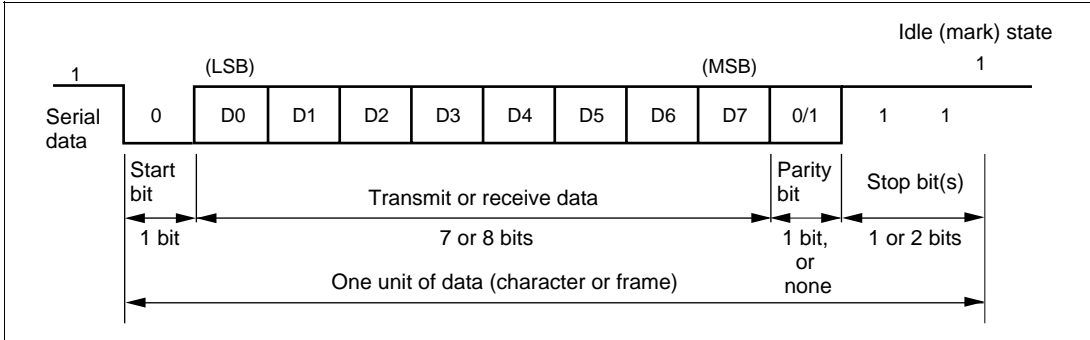 Idle (mark) state
1 (LSB) (MSB) 1
Serial data
0 D0 D1 D2 D3 D4 D5 D6 D7 0/1 1 1
Start bit
Transmit or receive data
Parity bit
Stop bit(s)
1 bit
7 or 8 bits
1 bit, or none
1 or 2 bits
One unit of data (character or frame)